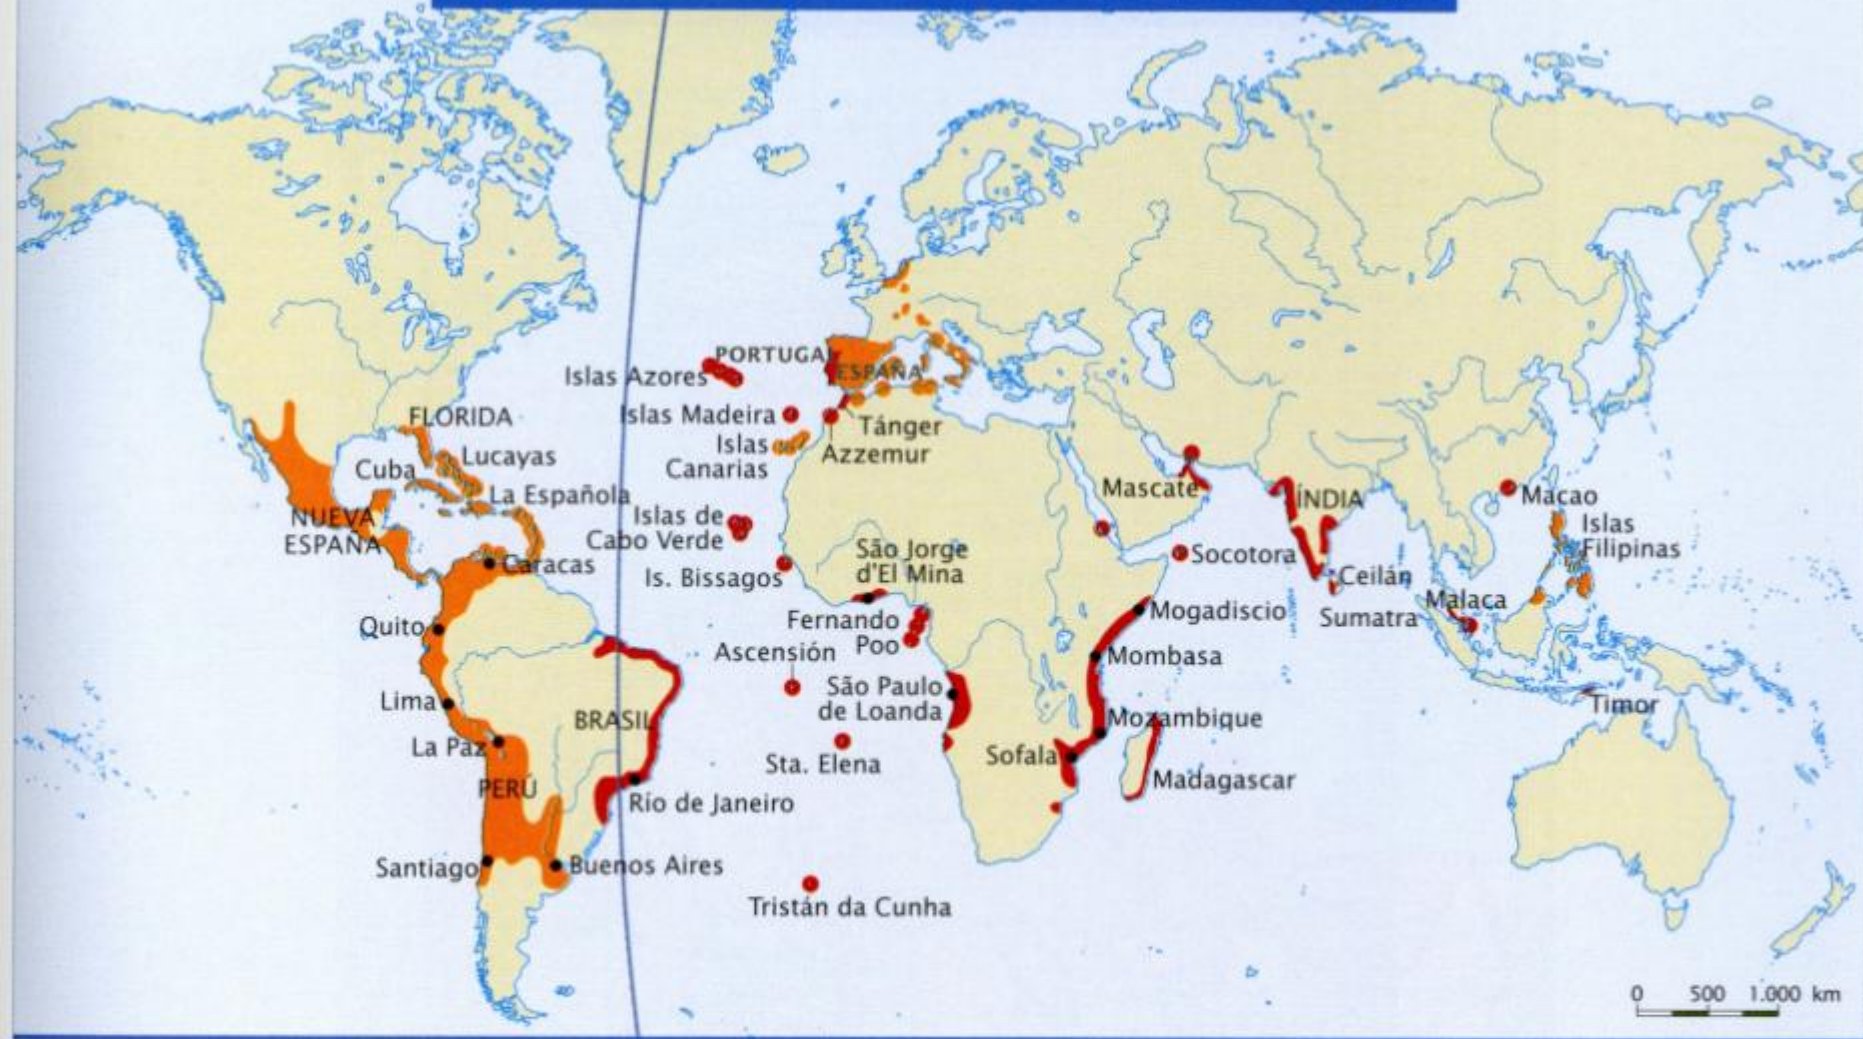 PORTUGAL
Islas Azores
ESPAÑA
FLORIDA
Islas Madeira
Tánger
Islas
Canarias
Azzemur
Lucayas
Cuba
La Española
Mascate
ÍNDIA
Macao
NUEVA
ESPAÑA
Islas de
Cabo Verde
Islas
Filipinas
São Jorge
d'El Mina
Socotora
Caracas
Is. Bissagos
Ceilán
Malaca
Mogadiscio
Sumatra
Quito
Fernando
Poo
Ascensión
Mombasa
São Paulo
de Loanda
Lima
Timor
BRASIL
Mozambique
La Paz
Sofala
Sta. Elena
Madagascar
PERÚ
Río de Janeiro
Santiago
Buenos Aires
Tristán da Cunha
0 500 1.000 km